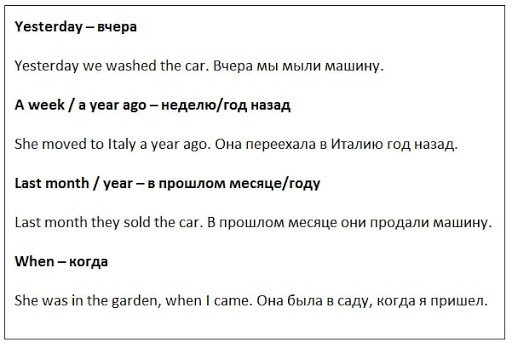 Yesterday – вчера
Yesterday we washed the car. Вчера мы мыли машину.
A week / a year ago – неделю/год назад
She moved to Italy a year ago. Она переехала в Италию год назад.
Last month / year – в прошлом месяце/году
Last month they sold the car. В прошлом месяце они продали машину.
When – когда
She was in the garden, when I came. Она была в саду, когда я пришел.